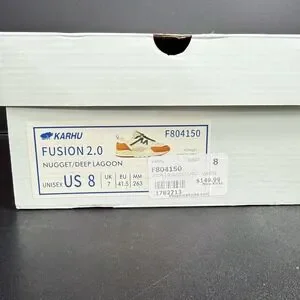 KARHU
F804150
FUSION 2.0
NUGGET/DEEP LAGOON
UNISEX US 8
UK 7
EU 41.5
MM 263
8
F804150
$149.99
1762713